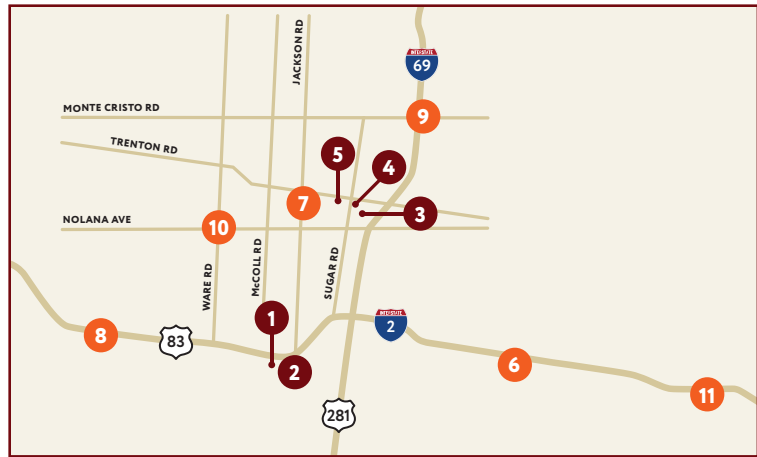 JACKSON RD
INTERSTATE
69
MONTE CRISTO RD
9
TRENTON RD
5
4
7
3
NOLANA AVE
10
WARE RD
McCOLL RD
SUGAR RD
1
INTERSTATE
2
8
83
2
6
11
281